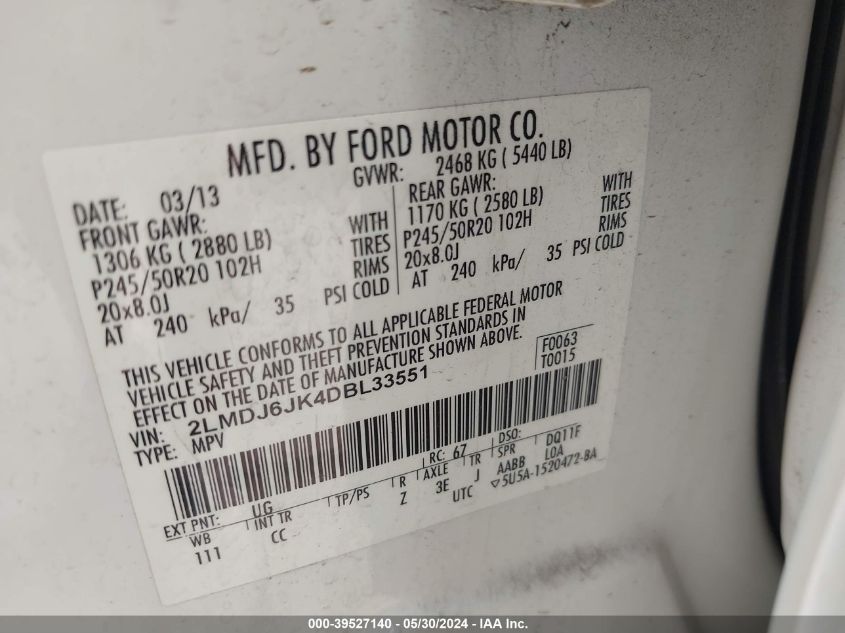 MFD. BY FORD MOTOR CO.
DATE: 03/13 GVWR: 2468 KG ( 5440 LB)
FRONT GAWR: REAR GAWR:
1306 KG ( 2880 LB) WITH 1170 KG ( 2580 LB) WITH
P245/50R20 102H TIRES P245/50R20 102H TIRES
20x8.0J RIMS 20x8.0J RIMS
AT 240 kPa/ 35 PSI COLD AT 240 kPa/ 35 PSI COLD
THIS VEHICLE CONFORMS TO ALL APPLICABLE FEDERAL MOTOR
VEHICLE SAFETY AND THEFT PREVENTION STANDARDS IN
EFFECT ON THE DATE OF MANUFACTURE SHOWN ABOVE.
F0063
T0015
VIN: 2LMDJ6JK4DBL33551
TYPE: MPV
EXT PNT: UG RC: 67 DSO: DQ11F
WB INT TR TP/PS R AXLE TR SPR AABB LOA
111 CC Z 3E J
UTC ▽5U5A-1520472-BA
000-39527140 - 05/30/2024 - IAA Inc.